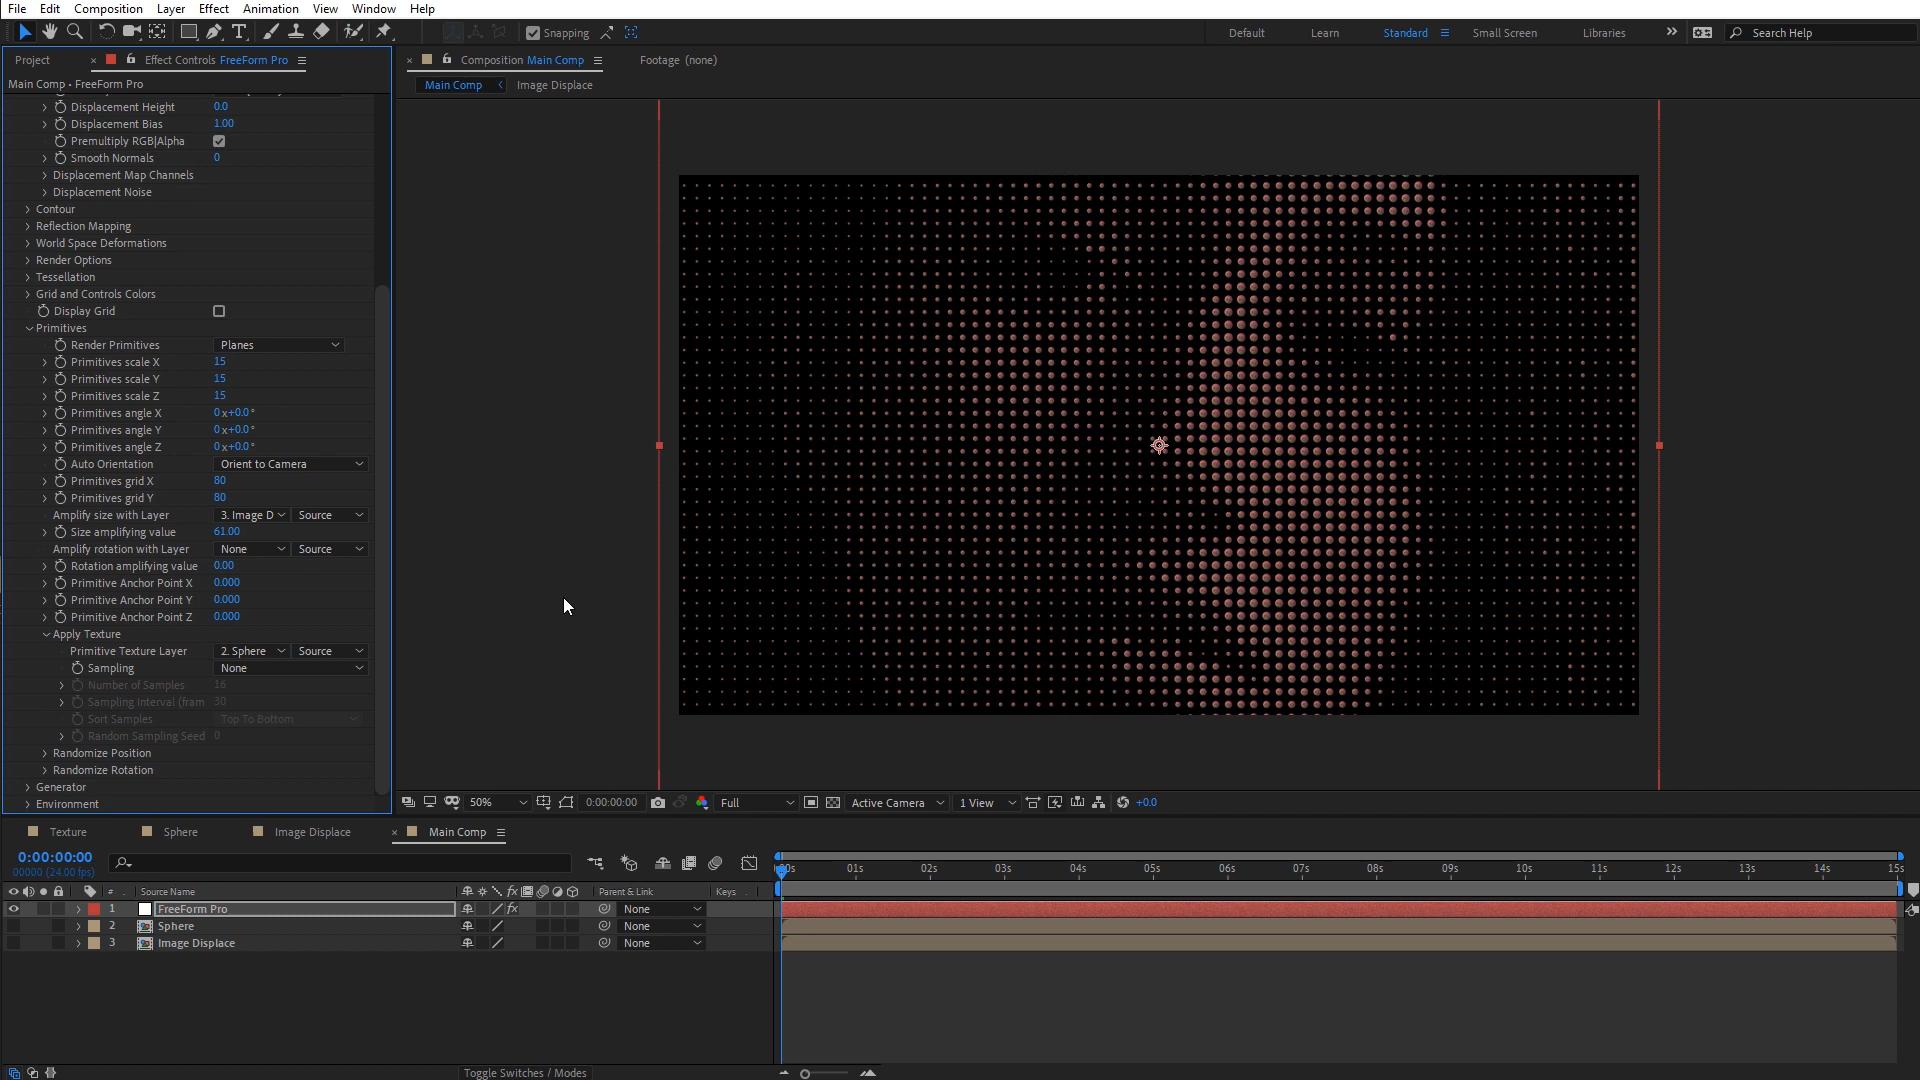 File Edit Composition Layer Effect Animation View Window Help
Snapping Default Learn Standard Small Screen Libraries Search Help
Project Effect Controls FreeForm Pro
Main Comp • FreeForm Pro
Displacement Height 0.0
Displacement Bias 1.00
Premultiply RGB|Alpha
Smooth Normals 0
Displacement Map Channels
Displacement Noise
Contour
Reflection Mapping
World Space Deformations
Render Options
Tessellation
Grid and Controls Colors
Display Grid
Primitives
Render Primitives Planes
Primitives scale X 15
Primitives scale Y 15
Primitives scale Z 15
Primitives angle X 0x+0.0°
Primitives angle Y 0x+0.0°
Primitives angle Z 0x+0.0°
Auto Orientation Orient to Camera
Primitives grid X 80
Primitives grid Y 80
Amplify size with Layer 3. Image D Source
Size amplifying value 61.00
Amplify rotation with Layer None Source
Rotation amplifying value 0.00
Primitive Anchor Point X 0.000
Primitive Anchor Point Y 0.000
Primitive Anchor Point Z 0.000
Apply Texture
Primitive Texture Layer 2. Sphere Source
Sampling None
Number of Samples 16
Sampling Interval (fram 30
Sort Samples Top To Bottom
Random Sampling Seed 0
Randomize Position
Randomize Rotation
Generator
Environment
Composition Main Comp Footage (none)
Main Comp Image Displace
50% 0:00:00:00 Full Active Camera 1 View +0.0
Texture Sphere Image Displace Main Comp
0:00:00:00
00000 (24.00 fps)
# Source Name fx Parent & Link Keys
1 FreeForm Pro fx None
2 Sphere None
3 Image Displace None
01s 02s 03s 04s 05s 06s 07s 08s 09s 10s 11s 12s 13s 14s 15s
Toggle Switches / Modes